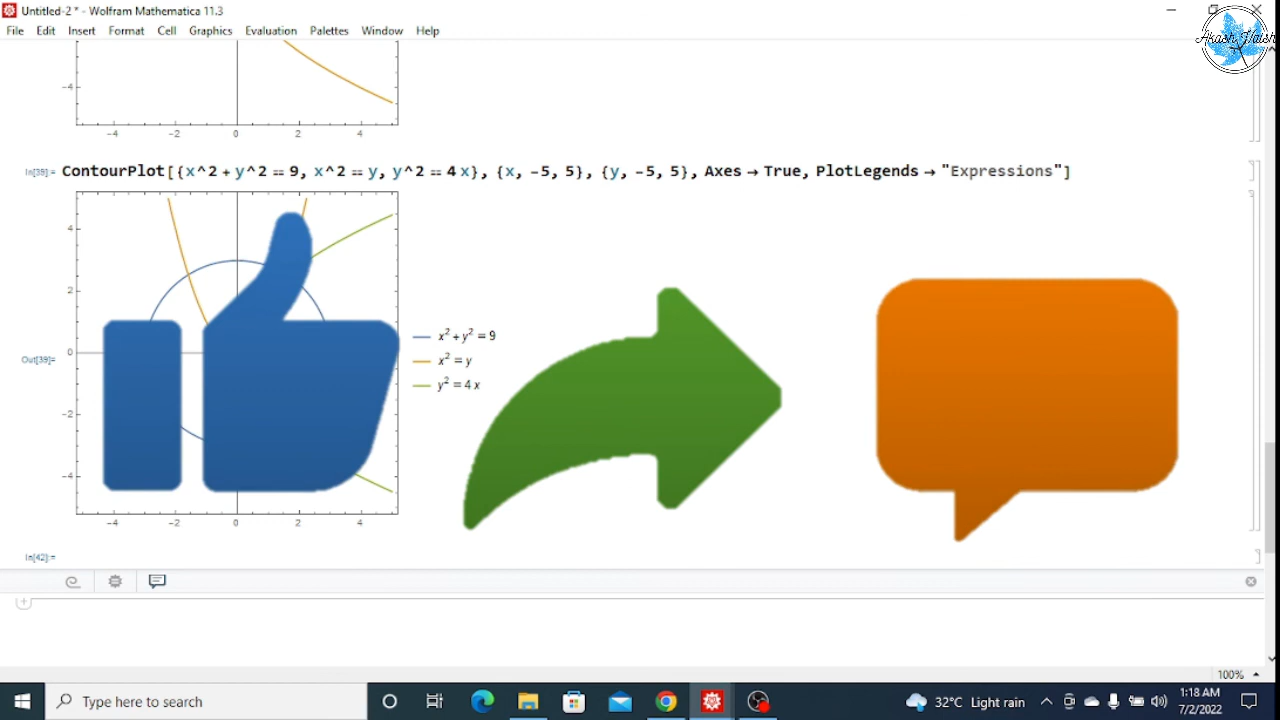 Untitled-2 * - Wolfram Mathematica 11.3
File Edit Insert Format Cell Graphics Evaluation Palettes Window Help
-4
-4 -2 0 2 4
In[39]:= ContourPlot[{x^2 + y^2 == 9, x^2 == y, y^2 == 4 x}, {x, -5, 5}, {y, -5, 5}, Axes → True, PlotLegends → "Expressions"]
4
2
x² + y² = 9
Out[39]= 0
x² = y
y² = 4 x
-2
-4
-4 -2 0 2 4
In[42]:=
100%
Type here to search
32°C Light rain
1:18 AM
7/2/2022